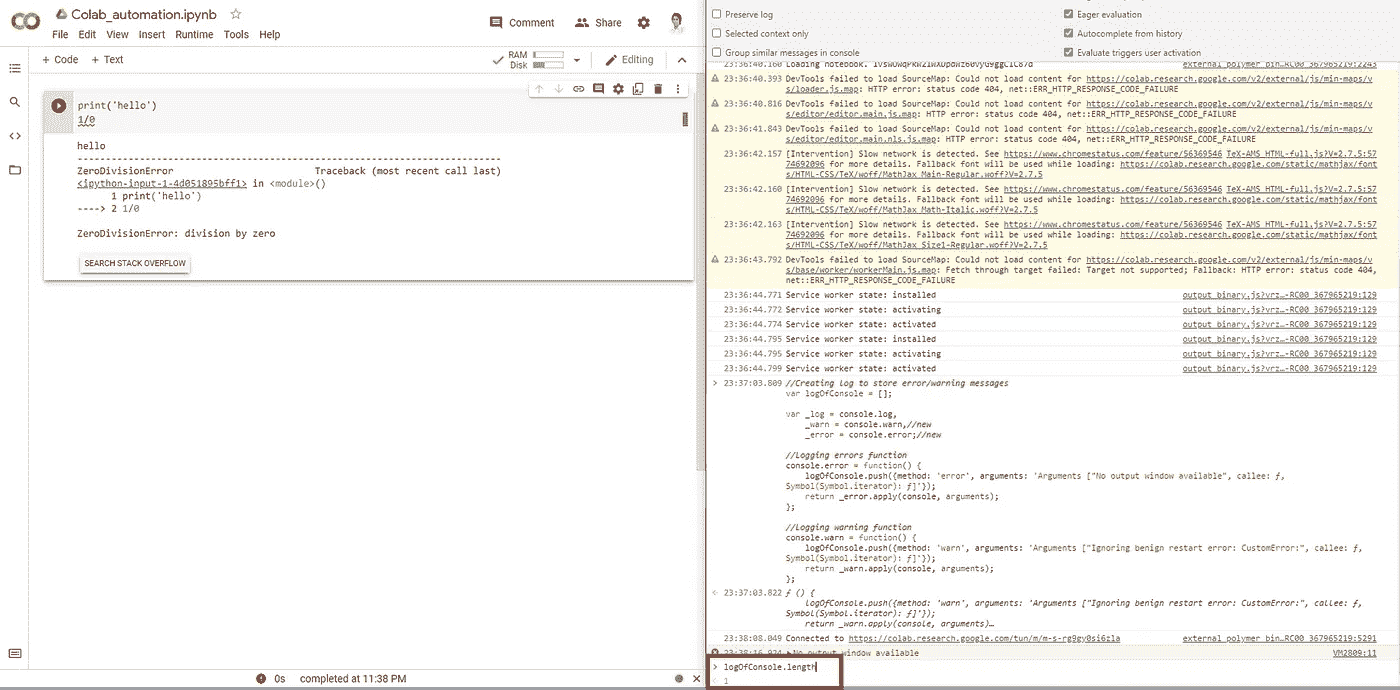 Colab_automation.ipynb
Comment
Share
File Edit View Insert Runtime Tools Help
+ Code + Text
RAM
Disk
Editing
print('hello')
1/0
hello
---------------------------------------------------------------------------
ZeroDivisionError Traceback (most recent call last)
<ipython-input-1-4d051895bff1> in <module>()
1 print('hello')
----> 2 1/0
ZeroDivisionError: division by zero
SEARCH STACK OVERFLOW
0s completed at 11:38 PM
Preserve log
Eager evaluation
Selected context only
Autocomplete from history
Group similar messages in console
Evaluate triggers user activation
23:36:40.393 DevTools failed to load SourceMap: Could not load content for https://colab.research.google.com/v2/external/js/min-maps/v
s/loader.js.map: HTTP error: status code 404, net::ERR_HTTP_RESPONSE_CODE_FAILURE
23:36:40.816 DevTools failed to load SourceMap: Could not load content for https://colab.research.google.com/v2/external/js/min-maps/v
s/editor/editor.main.js.map: HTTP error: status code 404, net::ERR_HTTP_RESPONSE_CODE_FAILURE
23:36:41.843 DevTools failed to load SourceMap: Could not load content for https://colab.research.google.com/v2/external/js/min-maps/v
s/editor/editor.main.nls.js.map: HTTP error: status code 404, net::ERR_HTTP_RESPONSE_CODE_FAILURE
23:36:42.157 [Intervention] Slow network is detected. See https://www.chromestatus.com/feature/56369546 TeX-AMS_HTML-full.js?V=2.7.5:57
74692096 for more details. Fallback font will be used while loading: https://colab.research.google.com/static/mathjax/font
s/HTML-CSS/TeX/woff/MathJax_Main-Regular.woff?V=2.7.5
23:36:42.160 [Intervention] Slow network is detected. See https://www.chromestatus.com/feature/56369546 TeX-AMS_HTML-full.js?V=2.7.5:57
74692096 for more details. Fallback font will be used while loading: https://colab.research.google.com/static/mathjax/font
s/HTML-CSS/TeX/woff/MathJax_Math-Italic.woff?V=2.7.5
23:36:42.163 [Intervention] Slow network is detected. See https://www.chromestatus.com/feature/56369546 TeX-AMS_HTML-full.js?V=2.7.5:57
74692096 for more details. Fallback font will be used while loading: https://colab.research.google.com/static/mathjax/font
s/HTML-CSS/TeX/woff/MathJax_Size1-Regular.woff?V=2.7.5
23:36:43.792 DevTools failed to load SourceMap: Could not load content for https://colab.research.google.com/v2/external/js/min-maps/v
s/base/worker/workerMain.js.map: Fetch through target failed: Target not supported; Fallback: HTTP error: status code 404,
net::ERR_HTTP_RESPONSE_CODE_FAILURE
23:36:44.771 Service worker state: installed output_binary.js?vrz…-RC00_367965219:129
23:36:44.772 Service worker state: activating output_binary.js?vrz…-RC00_367965219:129
23:36:44.774 Service worker state: activated output_binary.js?vrz…-RC00_367965219:129
23:36:44.795 Service worker state: installed output_binary.js?vrz…-RC00_367965219:129
23:36:44.795 Service worker state: activating output_binary.js?vrz…-RC00_367965219:129
23:36:44.799 Service worker state: activated output_binary.js?vrz…-RC00_367965219:129
> 23:37:03.809 //Creating log to store error/warning messages
var logOfConsole = [];
var _log = console.log,
_warn = console.warn,//new
_error = console.error;//new
//Logging errors function
console.error = function() {
logOfConsole.push({method: 'error', arguments: 'Arguments ["No output window available", callee: ƒ,
Symbol(Symbol.iterator): ƒ]'});
return _error.apply(console, arguments);
};
//Logging warning function
console.warn = function() {
logOfConsole.push({method: 'warn', arguments: 'Arguments ["Ignoring benign restart error: CustomError:", callee: ƒ,
Symbol(Symbol.iterator): ƒ]'});
return _warn.apply(console, arguments);
};
23:37:03.822 ƒ () {
logOfConsole.push({method: 'warn', arguments: 'Arguments ["Ignoring benign restart error: CustomError:", callee: ƒ,
Symbol(Symbol.iterator): ƒ]'});
return _warn.apply(console, arguments)…
23:38:08.049 Connected to https://colab.research.google.com/tun/m/m-s-rg9gy0si6z1a external_polymer_bin…RC00_367965219:5291
No output window available VM2809:11
> logOfConsole.length
1